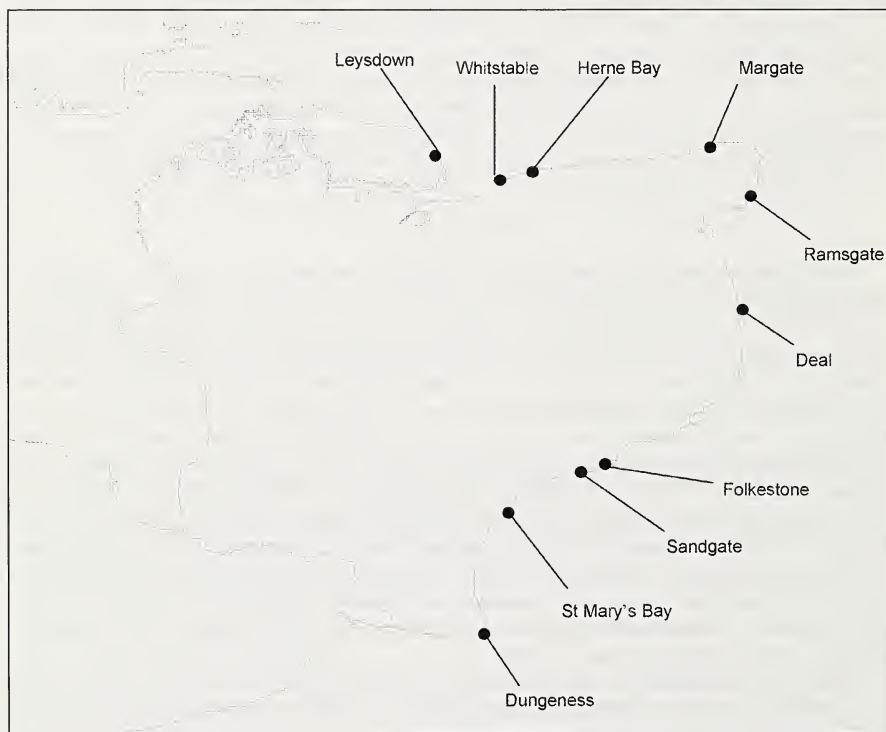 Leysdown
Whitstable
Herne Bay
Margate
Ramsgate
Deal
Folkestone
Sandgate
St Mary's Bay
Dungeness